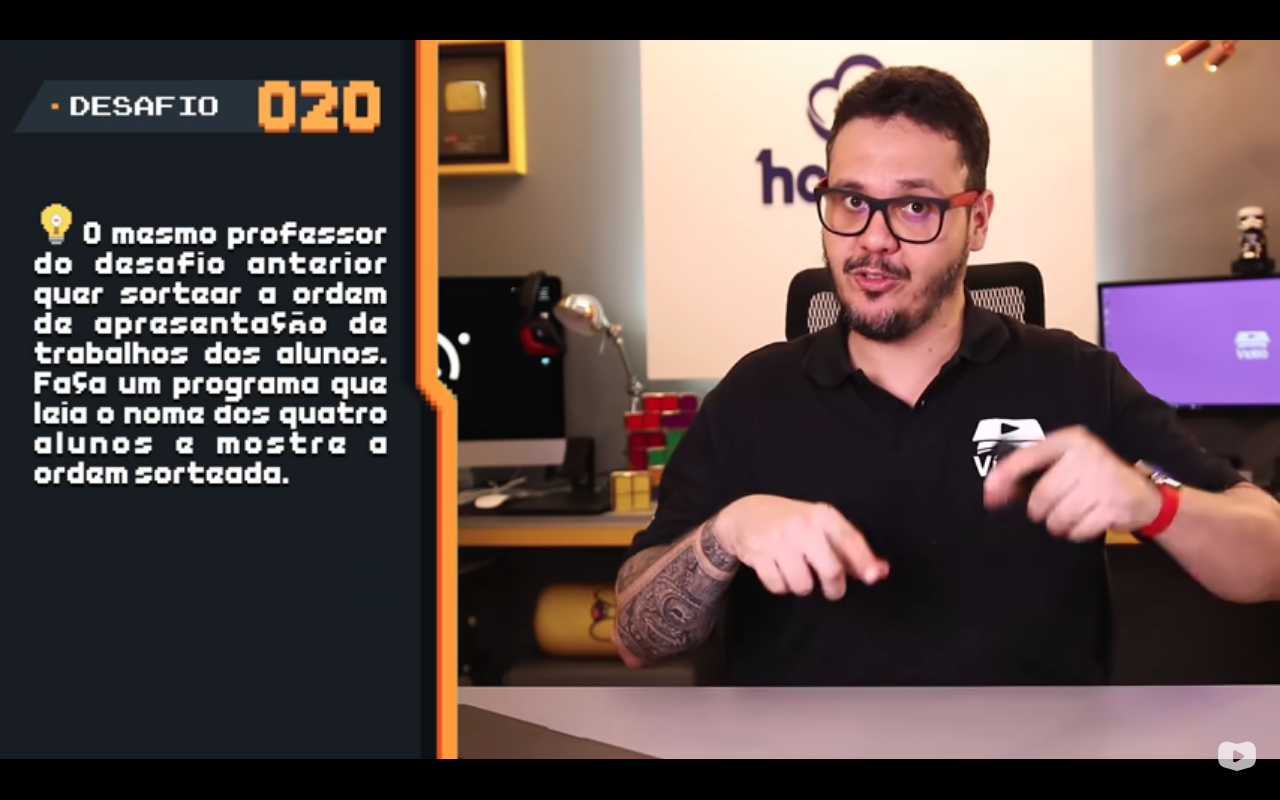 DESAFIO 020
O mesmo professor
do desafio anterior
quer sortear a ordem
de apresentação de
trabalhos dos alunos.
Faça um programa que
leia o nome dos quatro
alunos e mostre a
ordem sorteada.